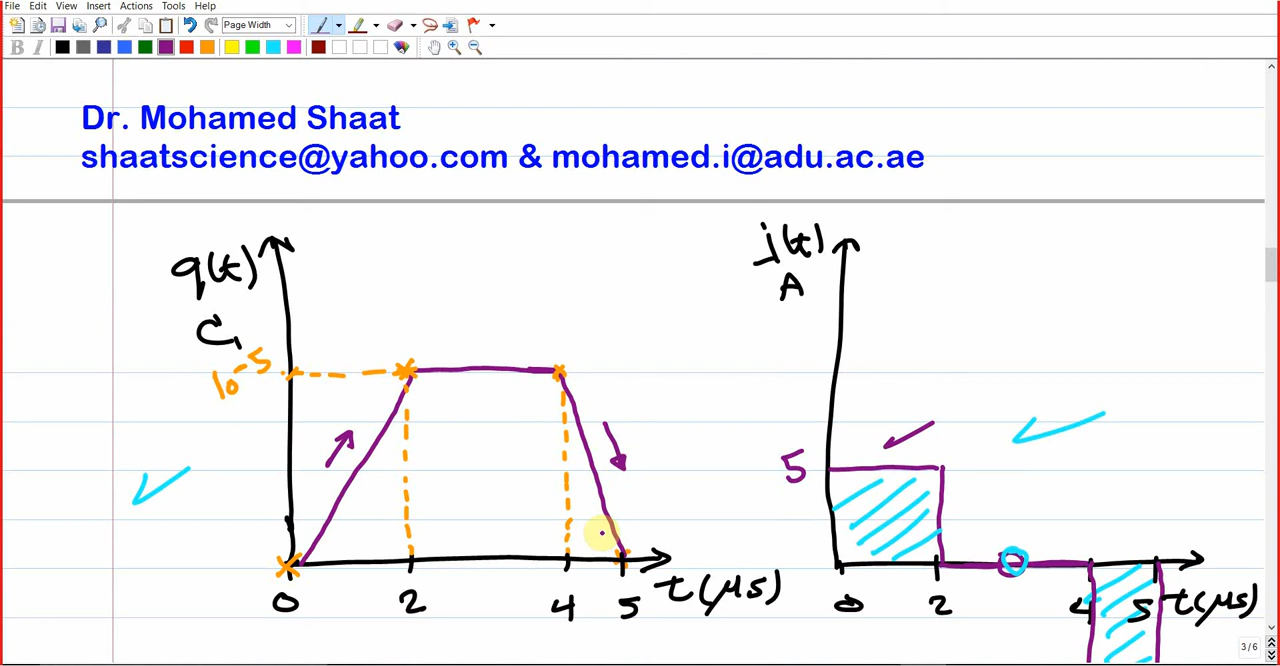 File Edit View Insert Actions Tools Help
Page Width
B I
Dr. Mohamed Shaat
shaatscience@yahoo.com & mohamed.i@adu.ac.ae
q(t)
C,
10⁻⁵
0 2 4 5 t(μs)
i(t)
A
5
0 2 4 5 t(μs)
3/6